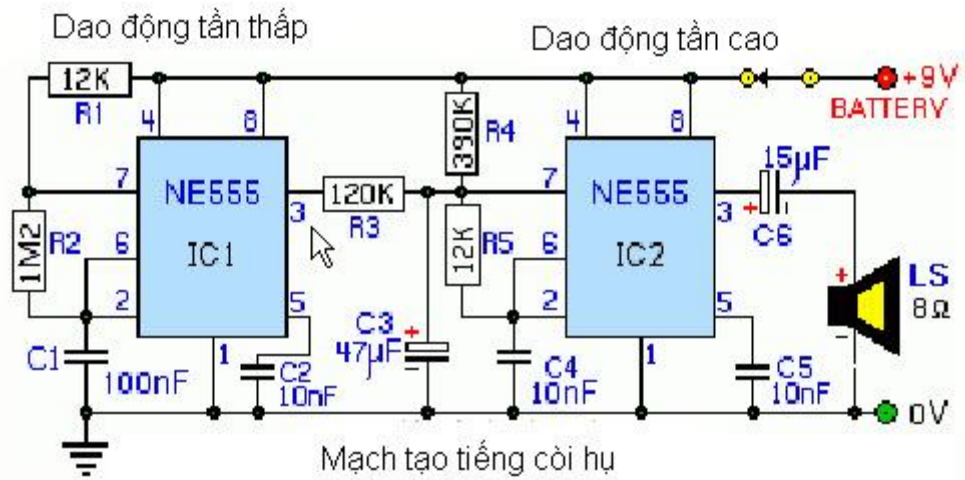 Dao động tần thấp
Dao động tần cao
12K
R1
4
8
390K
R4
4
8
+9V
BATTERY
15µF
7
NE555
3
120K
R3
7
NE555
3
C6
1M2
R2
6
IC1
12K
R5
6
IC2
LS
8Ω
2
5
2
5
C1
100nF
1
C2
10nF
C3
47µF
C4
10nF
1
C5
10nF
0V
Mạch tạo tiếng còi hụ